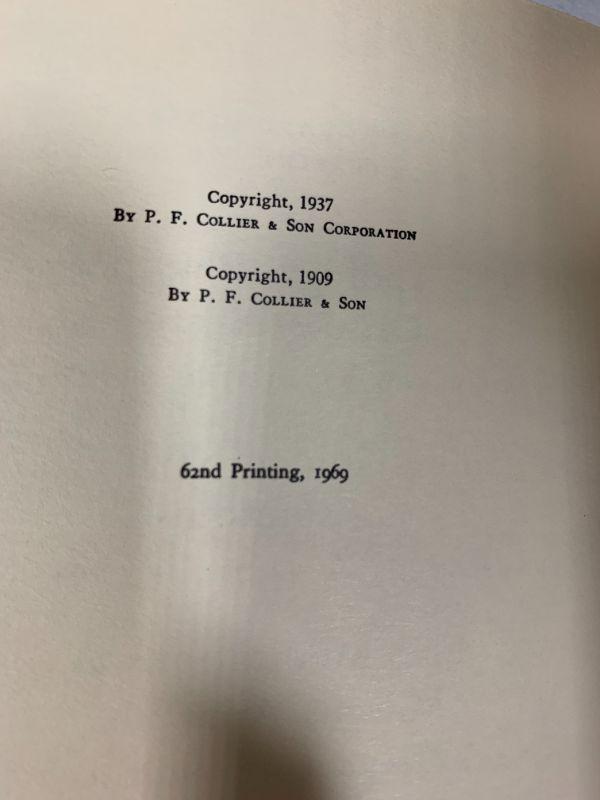 Copyright, 1937
By P. F. Collier & Son Corporation
Copyright, 1909
By P. F. Collier & Son
62nd Printing, 1969